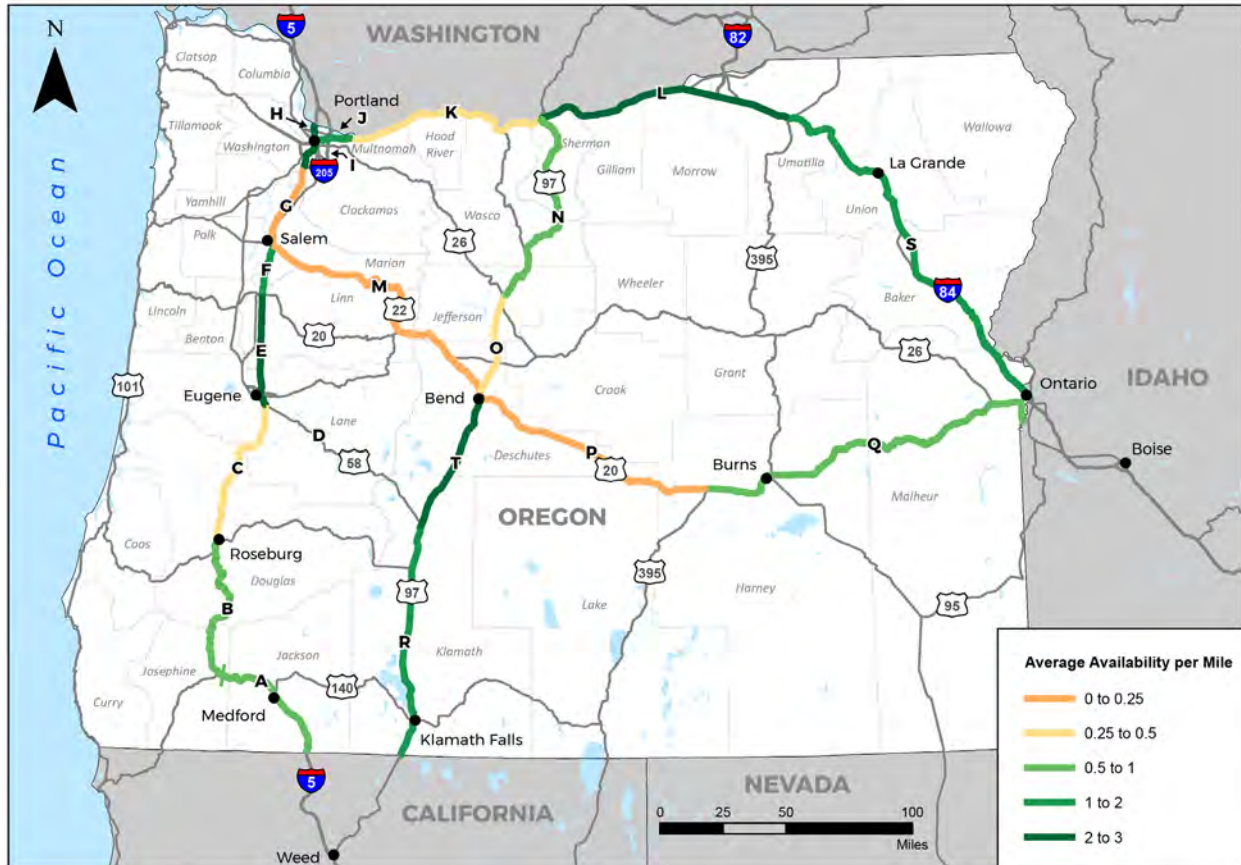 N
5
WASHINGTON
82
Clatsop
Columbia
Portland
H
J
K
L
Tillamook
Washington
Multnomah
Hood
River
Sherman
Wallowa
I
205
Umatilla
La Grande
Gilliam
Morrow
97
Yamhill
G
Clackamas
Wasco
N
Union
Polk
Salem
26
S
F
Marion
395
M
Linn
22
Wheeler
Baker
84
Lincoln
Jefferson
Benton
20
O
26
Pacific Ocean
101
E
Grant
Crook
Ontario
IDAHO
Eugene
Bend
Lane
D
58
T
Deschutes
P
20
Burns
Q
Boise
C
Malheur
OREGON
Roseburg
Coos
Douglas
97
395
Harney
95
B
Lake
R
Klamath
Josephine
Jackson
A
140
Curry
Medford
Klamath Falls
5
CALIFORNIA
NEVADA
Weed
0 25 50 100
Miles
Average Availability per Mile
0 to 0.25
0.25 to 0.5
0.5 to 1
1 to 2
2 to 3